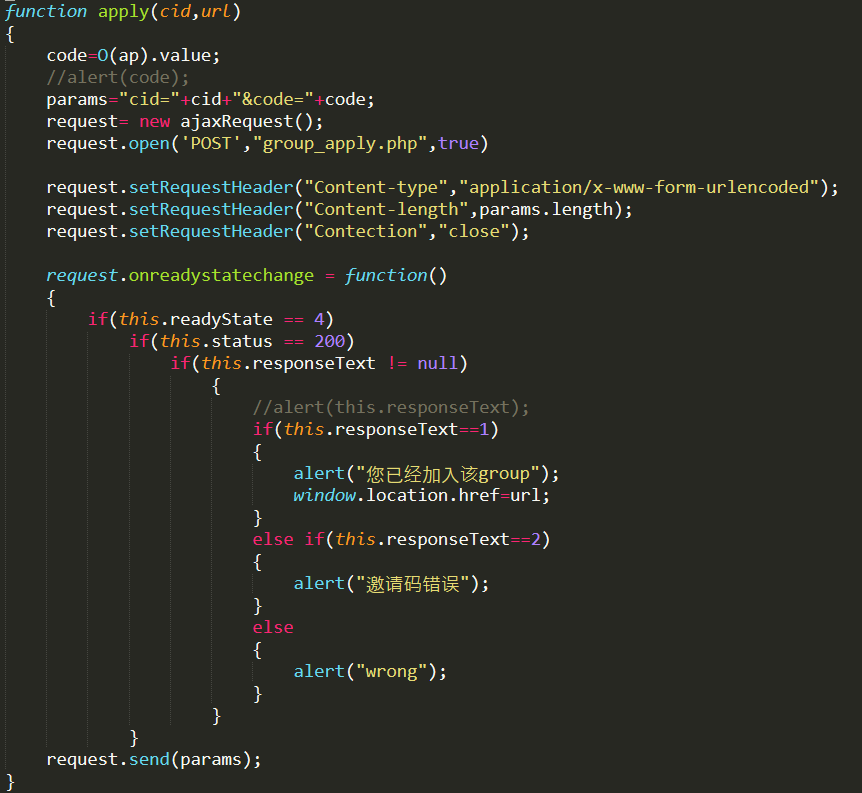 function apply(cid,url)
{
    code=O(ap).value;
    //alert(code);
    params="cid="+cid+"&code="+code;
    request= new ajaxRequest();
    request.open('POST',"group_apply.php",true)

    request.setRequestHeader("Content-type","application/x-www-form-urlencoded");
    request.setRequestHeader("Content-length",params.length);
    request.setRequestHeader("Contection","close");

    request.onreadystatechange = function()
    {
        if(this.readyState == 4)
            if(this.status == 200)
                if(this.responseText != null)
                    {
                        //alert(this.responseText);
                        if(this.responseText==1)
                        {
                            alert("您已经加入该group");
                            window.location.href=url;
                        }
                        else if(this.responseText==2)
                        {
                            alert("邀请码错误");
                        }
                        else
                        {
                            alert("wrong");
                        }
                    }
            }
    request.send(params);
}